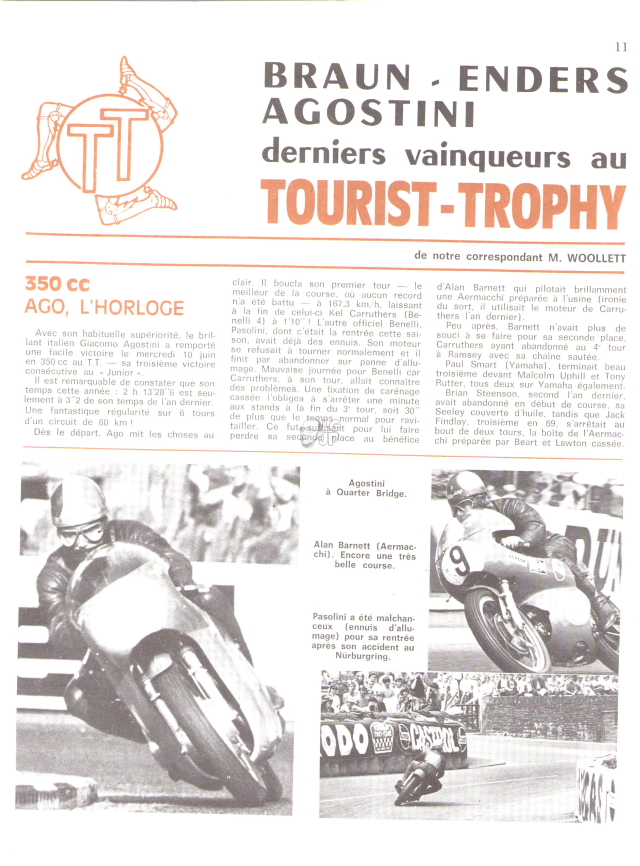 11
TT
BRAUN - ENDERS
AGOSTINI
derniers vainqueurs au
TOURIST-TROPHY
de notre correspondant M. WOOLLETT
350 cc
AGO, L'HORLOGE
Avec son habituelle supériorité, le bril-
lant italien Giacomo Agostini a remporté
une facile victoire le mercredi 10 juin
en 350 cc au T.T. — sa troisième victoire
consécutive au « Junior ».
Il est remarquable de constater que son
temps cette année : 2 h 13'28"6 est seu-
lement à 3"2 de son temps de l'an dernier.
Une fantastique régularité sur 6 tours
d'un circuit de 60 km !
Dès le départ, Ago mit les choses au
clair. Il boucla son premier tour — le
meilleur de la course, où aucun record
n'a été battu — à 167,3 km/h, laissant
à la fin de celui-ci Kel Carruthers (Be-
nelli 4) à 1'10" ! L'autre officiel Benelli,
Pasolini, dont c'était la rentrée cette sai-
son, avait déjà des ennuis. Son moteur
se refusait à tourner normalement et il
finit par abandonner sur panne d'allu-
mage. Mauvaise journée pour Benelli car
Carruthers, à son tour, allait connaître
des problèmes. Une fixation de carénage
cassée l'obligea à s'arrêter une minute
aux stands à la fin du 3e tour, soit 30"
de plus que le temps normal pour ravi-
tailler. Ce fut suffisant pour lui faire
perdre sa seconde place au bénéfice
d'Alan Barnett qui pilotait brillamment
une Aermacchi préparée à l'usine (ironie
du sort, il utilisait le moteur de Carru-
thers l'an dernier).
Peu après, Barnett n'avait plus de
souci à se faire pour sa seconde place,
Carruthers ayant abandonné au 4e tour
à Ramsey avec sa chaîne sautée.
Paul Smart (Yamaha), terminait beau
troisième devant Malcolm Uphill et Tony
Rutter, tous deux sur Yamaha également.
Brian Steenson, second l'an dernier,
avait abandonné en début de course, sa
Seeley couverte d'huile, tandis que Jack
Findlay, troisième en 69, s'arrêtait au
bout de deux tours, la boîte de l'Aermac-
chi préparée par Beart et Lawton cassée.
Agostini
à Quarter Bridge.
Alan Barnett (Aermac-
chi). Encore une très
belle course.
Pasolini a été malchan-
ceux (ennuis d'allu-
mage) pour sa rentrée
après son accident au
Nürburgring.
9
DUN
ODO
CASTROL
LUCAS